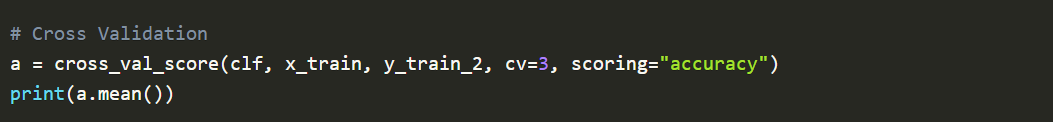 # Cross Validation
a = cross_val_score(clf, x_train, y_train_2, cv=3, scoring="accuracy")
print(a.mean())